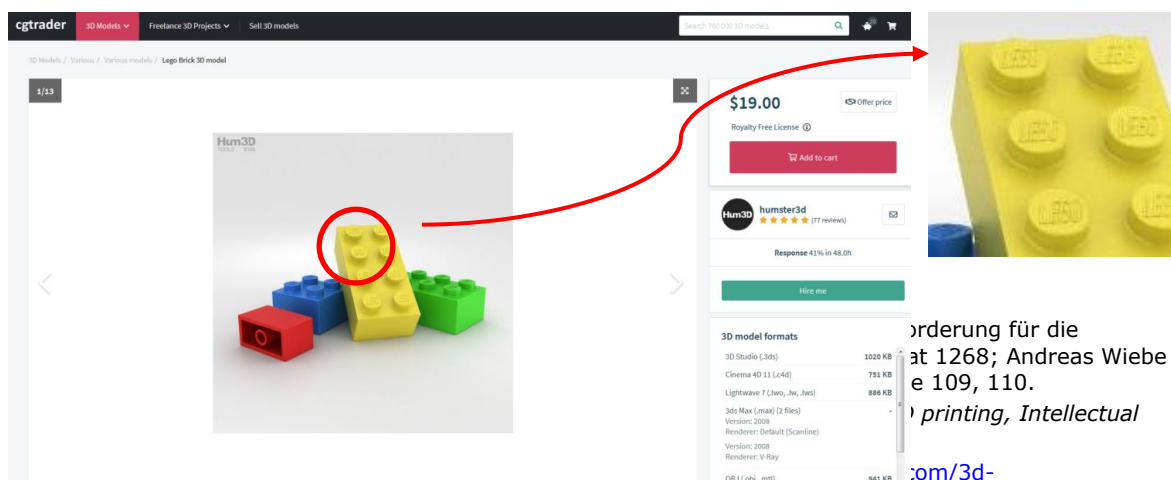 cgtrader 3D Models Freelance 3D Projects Sell 3D models Search 760 000 3D models 20
3D Models / Various / Various models / Lego Brick 3D model
1/13
Hum3D
$19.00 Offer price
Royalty Free License
Add to cart
Hum3D humster3d
(77 reviews)
Response 41% in 48.0h
Hire me
3D model formats
3D Studio (.3ds) 1020 KB
Cinema 4D 11 (.c4d) 751 KB
Lightwave 7 (.lwo, .lw, .lws) 886 KB
3ds Max (.max) (2 files) -
Version: 2008
Renderer: Default (Scanline)
Version: 2008
Renderer: V-Ray
OBJ (.obj, .mtl) 941 KB
LEGO
LEGO
LEGO
LEGO
LEGO
LEGO
orderung für die
at 1268; Andreas Wiebe
e 109, 110.
printing, Intellectual
com/3d-